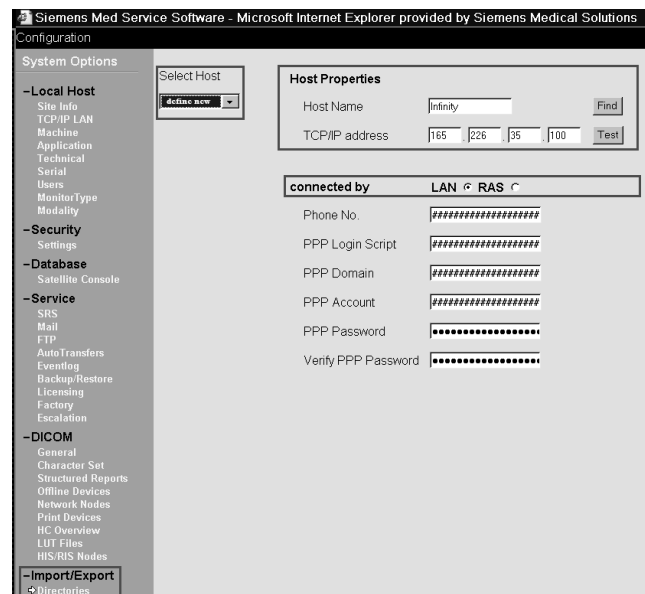 Siemens Med Service Software - Microsoft Internet Explorer provided by Siemens Medical Solutions
Configuration
System Options
−Local Host
Site Info
TCP/IP LAN
Machine
Application
Technical
Serial
Users
MonitorType
Modality
−Security
Settings
−Database
Satellite Console
−Service
SRS
Mail
FTP
AutoTransfers
Eventlog
Backup/Restore
Licensing
Factory
Escalation
−DICOM
General
Character Set
Structured Reports
Offline Devices
Network Nodes
Print Devices
HC Overview
LUT Files
HIS/RIS Nodes
−Import/Export
Directories
Select Host
define new
Host Properties
Host Name Infinity Find
TCP/IP address 165 . 226 . 35 . 100 Test
connected by LAN RAS
Phone No. ####################
PPP Login Script ####################
PPP Domain ####################
PPP Account ####################
PPP Password ••••••••••••••••••
Verify PPP Password ••••••••••••••••••